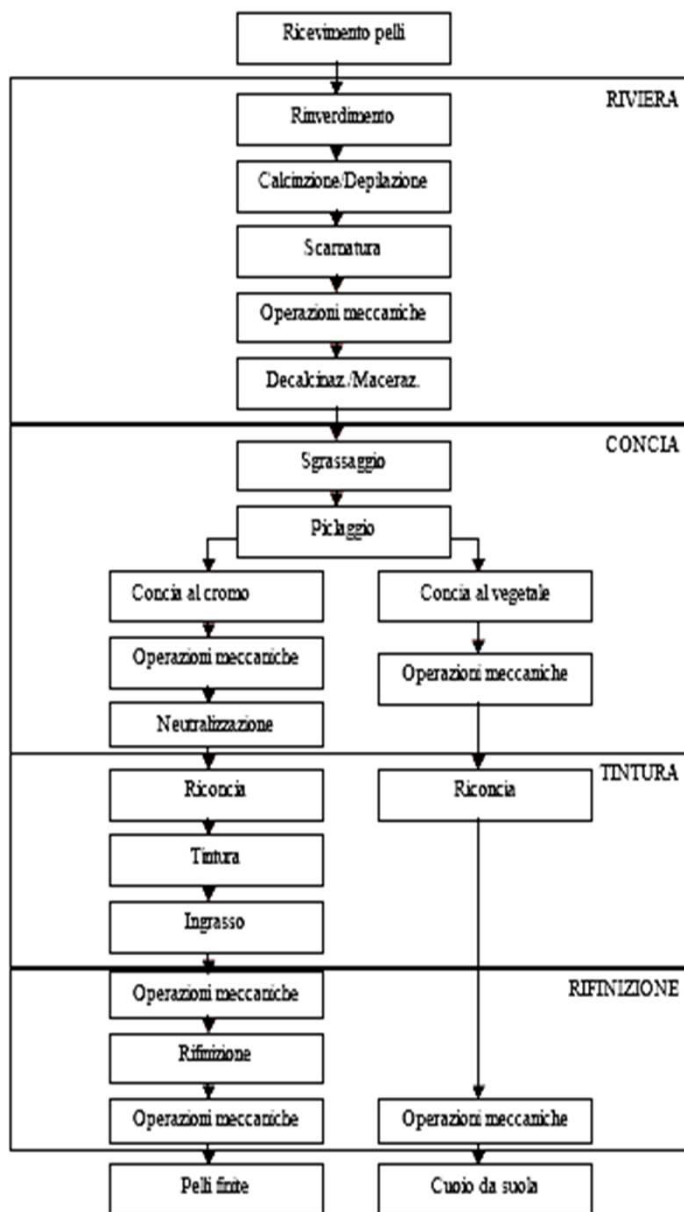 Ricevimento pelli
RIVIERA
Rinverdimento
Calcinzione/Depilazione
Scarnatura
Operazioni meccaniche
Decalcinaz./Maceraz.
CONCIA
Sgrassaggio
Piclaggio
Concia al cromo
Concia al vegetale
Operazioni meccaniche
Operazioni meccaniche
Neutralizzazione
TINTURA
Riconcia
Riconcia
Tintura
Ingrasso
RIFINIZIONE
Operazioni meccaniche
Rifinizione
Operazioni meccaniche
Operazioni meccaniche
Pelli finite
Cuoio da suola